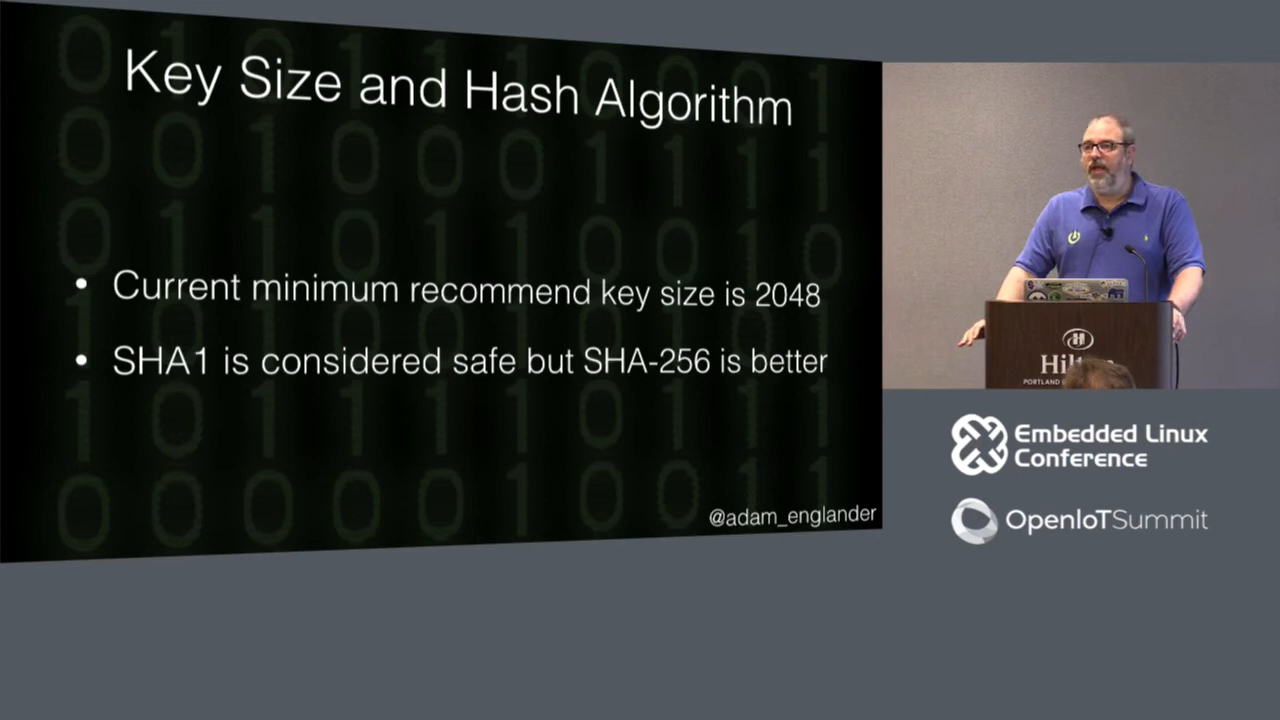 Key Size and Hash Algorithm
• Current minimum recommend key size is 2048
• SHA1 is considered safe but SHA-256 is better
@adam_englander
PORTLAND
Embedded Linux
Conference
OpenIoTSummit